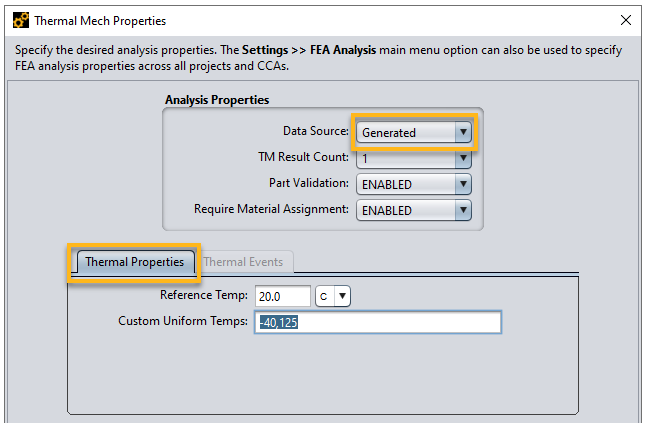 Thermal Mech Properties
Specify the desired analysis properties. The Settings >> FEA Analysis main menu option can also be used to specify
FEA analysis properties across all projects and CCAs.
Analysis Properties
Data Source: Generated
TM Result Count: 1
Part Validation: ENABLED
Require Material Assignment: ENABLED
Thermal Properties Thermal Events
Reference Temp: 20.0 C
Custom Uniform Temps: -40,125